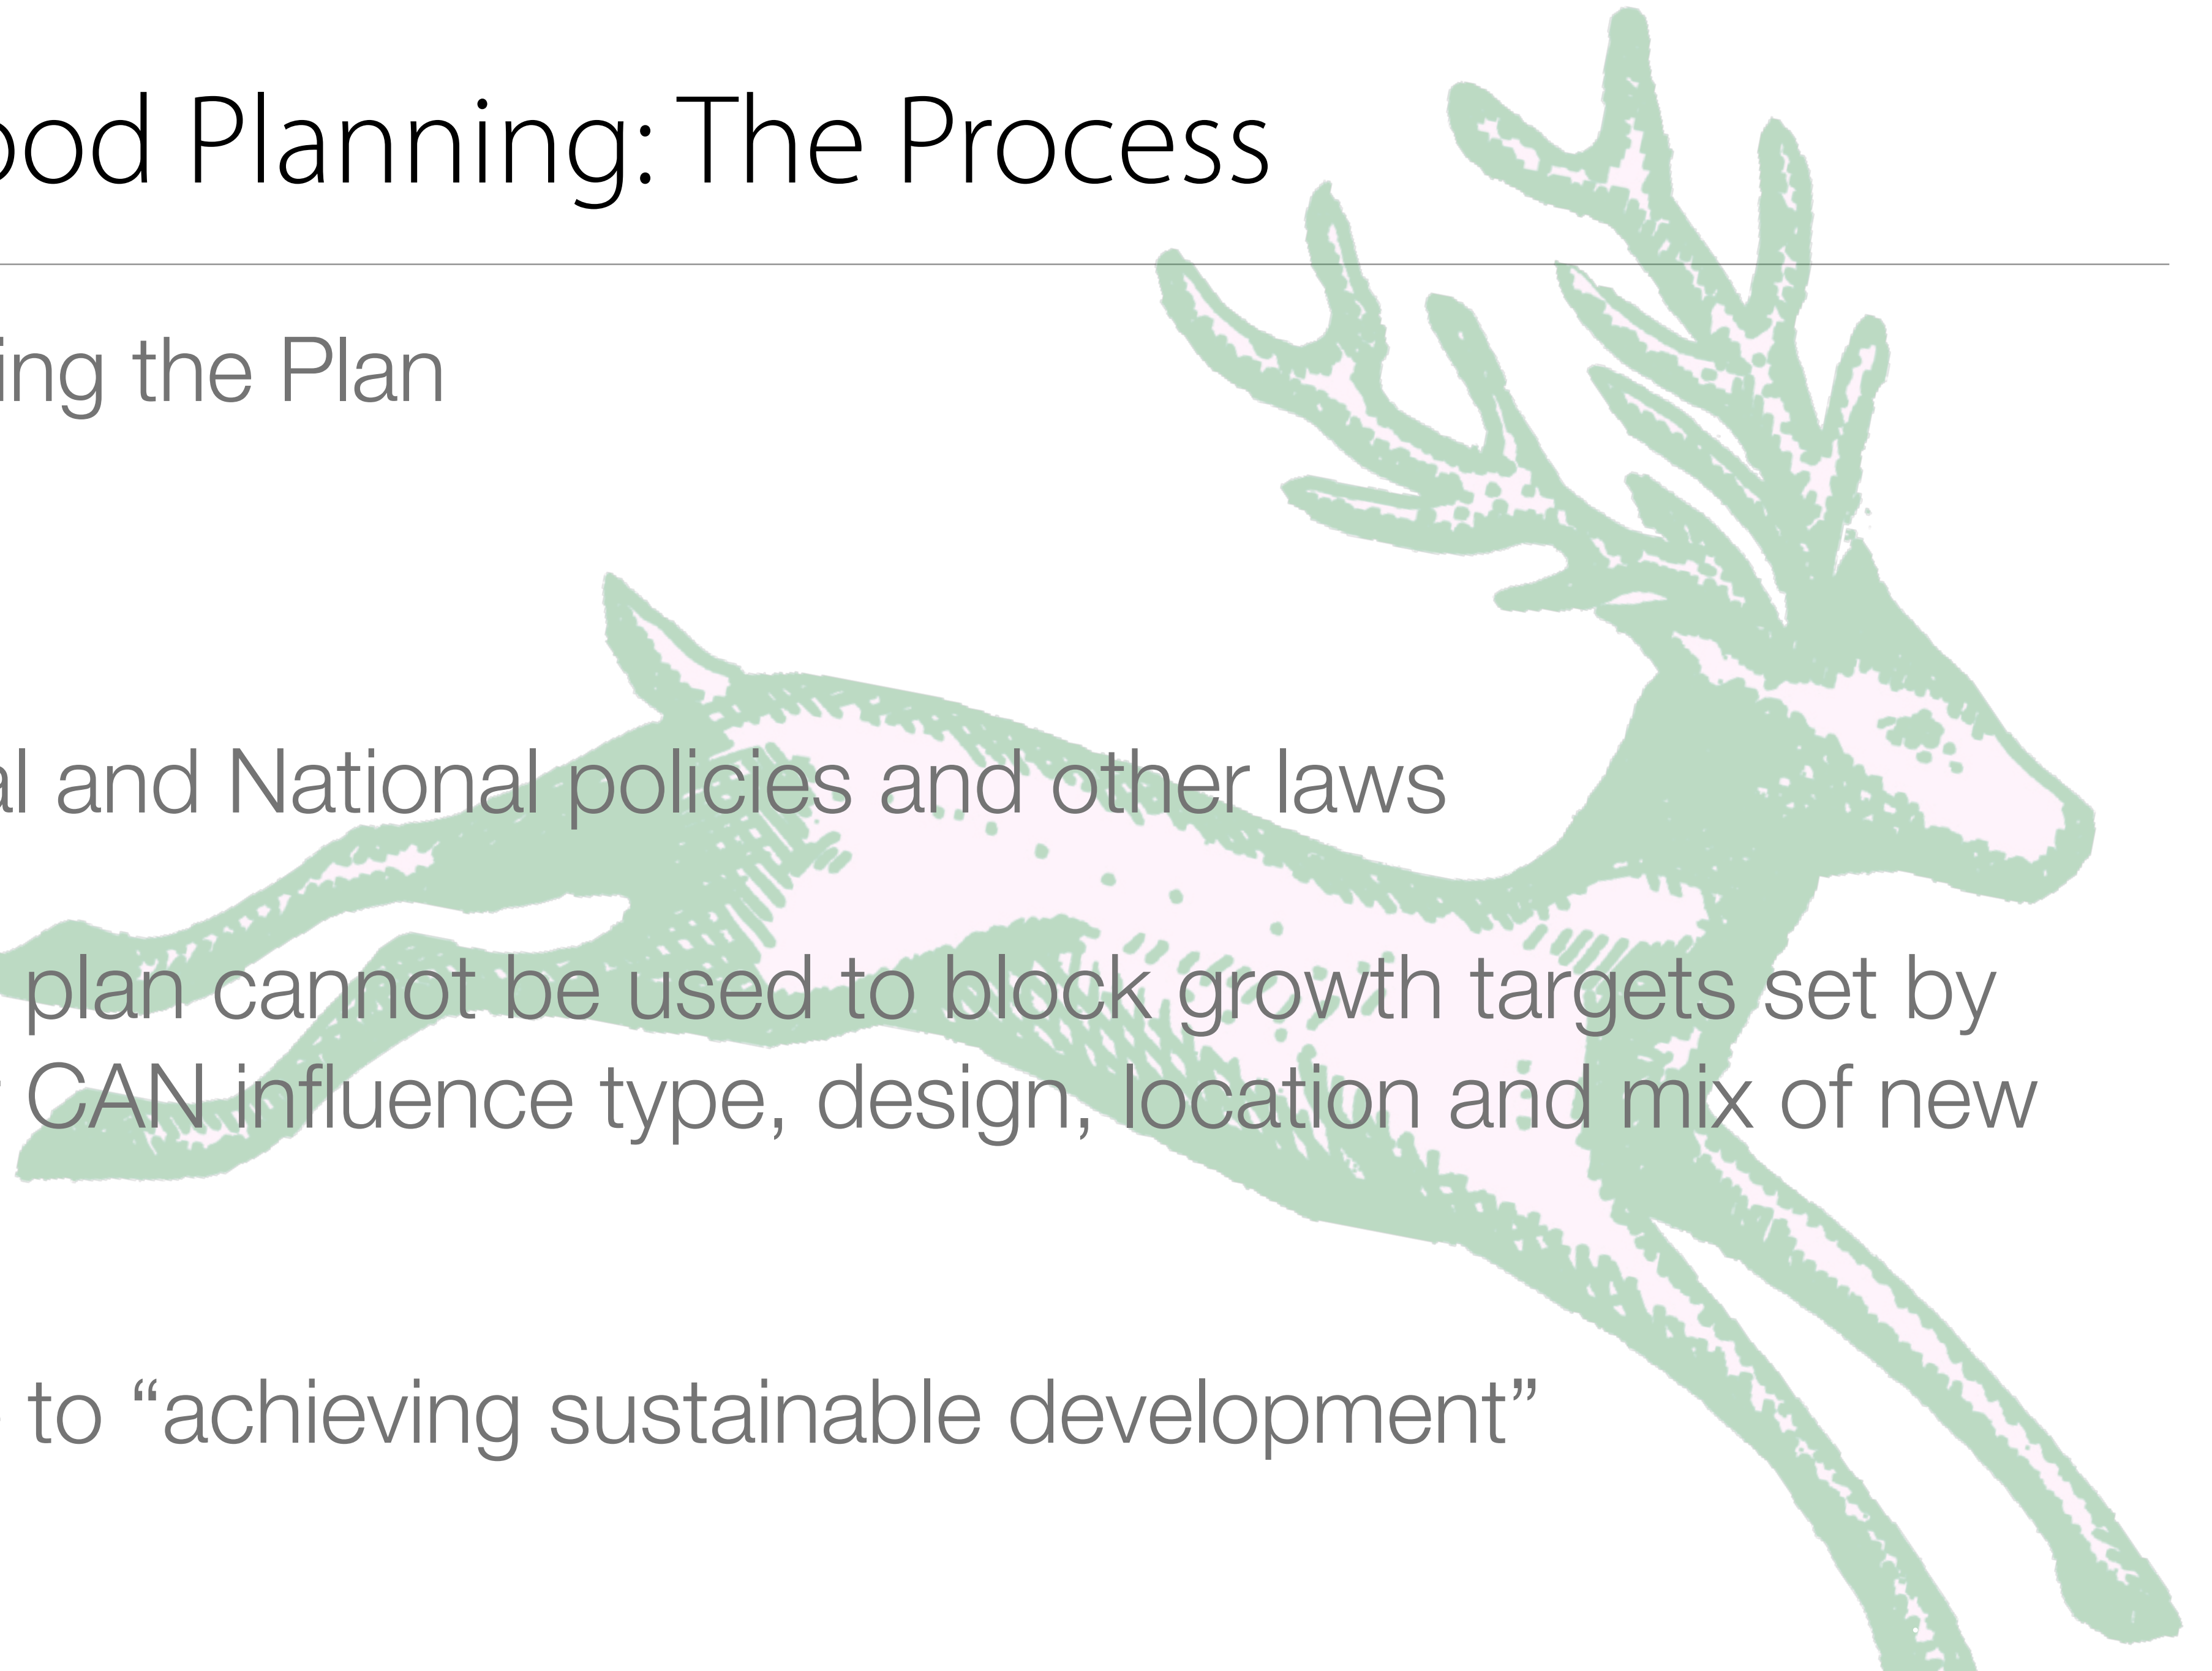 ood Planning: The Process
ing the Plan
al and National policies and other laws
plan cannot be used to block growth targets set by
CAN influence type, design, location and mix of new
to “achieving sustainable development”